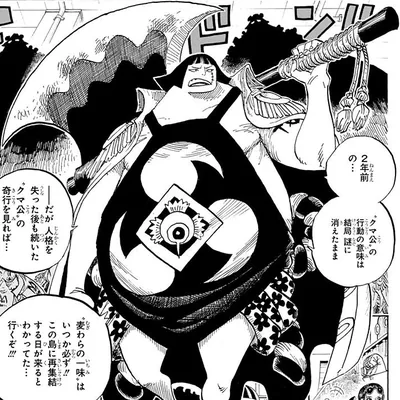 2年前
の…
"クマ公"の
行動の意味は
結局 謎に
消えたまま
だが 人格を
失った後も続いた
奇行を見れば…
"麦わらの一味"は
いつか必ず!!
この島に再集結
する日が来ると
わかってた…
行くぞ!!!
ドドン